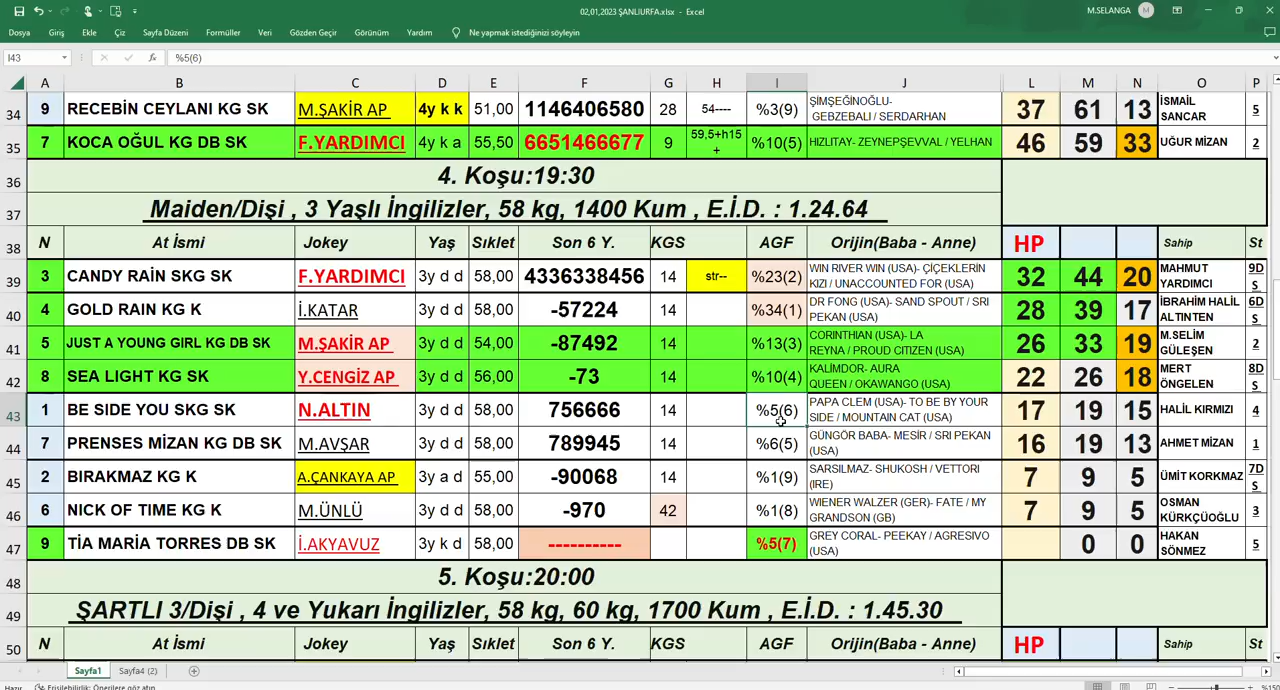 02,01,2023 ŞANLIURFA.xlsx - Excel
M.SELANGA M
Dosya Giriş Ekle Çiz Sayfa Düzeni Formüller Veri Gözden Geçir Görünüm Yardım Ne yapmak istediğinizi söyleyin
I43 fx %5(6)
A B C D E F G H I J L M N O P
34 9 RECEBİN CEYLANI KG SK M.ŞAKİR AP 4y k k 51,00 1146406580 28 54---- %3(9) ŞİMŞEĞİNOĞLU- GEBZEBALI / SERDARHAN 37 61 13 İSMAİL SANCAR 5
35 7 KOCA OĞUL KG DB SK F.YARDIMCI 4y k a 55,50 6651466677 9 59,5+h15 + %10(5) HIZLITAY- ZEYNEPŞEVVAL / YELHAN 46 59 33 UĞUR MİZAN 2
36 4. Koşu:19:30
37 Maiden/Dişi , 3 Yaşlı İngilizler, 58 kg, 1400 Kum , E.İ.D. : 1.24.64
38 N At İsmi Jokey Yaş Sıklet Son 6 Y. KGS AGF Orijin(Baba - Anne) HP Sahip St
39 3 CANDY RAİN SKG SK F.YARDIMCI 3y d d 58,00 4336338456 14 str-- %23(2) WIN RIVER WIN (USA)- ÇİÇEKLERİN KIZI / UNACCOUNTED FOR (USA) 32 44 20 MAHMUT YARDIMCI 9D S
40 4 GOLD RAIN KG K İ.KATAR 3y d d 58,00 -57224 14 %34(1) DR FONG (USA)- SAND SPOUT / SRI PEKAN (USA) 28 39 17 İBRAHİM HALİL ALTINTEN 6D S
41 5 JUST A YOUNG GIRL KG DB SK M.ŞAKİR AP 3y d d 54,00 -87492 14 %13(3) CORINTHIAN (USA)- LA REYNA / PROUD CITIZEN (USA) 26 33 19 M.SELİM GÜLEŞEN 2
42 8 SEA LIGHT KG SK Y.CENGİZ AP 3y d d 56,00 -73 14 %10(4) KALİMDOR- AURA QUEEN / OKAWANGO (USA) 22 26 18 MERT ÖNGELEN 8D S
43 1 BE SIDE YOU SKG SK N.ALTIN 3y d d 58,00 756666 14 %5(6) PAPA CLEM (USA)- TO BE BY YOUR SIDE / MOUNTAIN CAT (USA) 17 19 15 HALİL KIRMIZI 4
44 7 PRENSES MİZAN KG DB SK M.AVŞAR 3y d d 58,00 789945 14 %6(5) GÜNGÖR BABA- MESİR / SRI PEKAN (USA) 16 19 13 AHMET MİZAN 1
45 2 BIRAKMAZ KG K A.ÇANKAYA AP 3y a d 55,00 -90068 14 %1(9) SARSILMAZ- SHUKOSH / VETTORI (IRE) 7 9 5 ÜMİT KORKMAZ 7D S
46 6 NICK OF TIME KG K M.ÜNLÜ 3y d d 58,00 -970 42 %1(8) WIENER WALZER (GER)- FATE / MY GRANDSON (GB) 7 9 5 OSMAN KÜRKÇÜOĞLU 3
47 9 TİA MARİA TORRES DB SK İ.AKYAVUZ 3y k d 58,00 ---------- %5(7) GREY CORAL- PEEKAY / AGRESIVO (USA) 0 0 HAKAN SÖNMEZ 5
48 5. Koşu:20:00
49 ŞARTLI 3/Dişi , 4 ve Yukarı İngilizler, 58 kg, 60 kg, 1700 Kum , E.İ.D. : 1.45.30
50 N At İsmi Jokey Yaş Sıklet Son 6 Y. KGS AGF Orijin(Baba - Anne) HP Sahip St
Sayfa1 Sayfa4 (2)
Hazır Erişilebilirlik: Önerilere göz atın %150